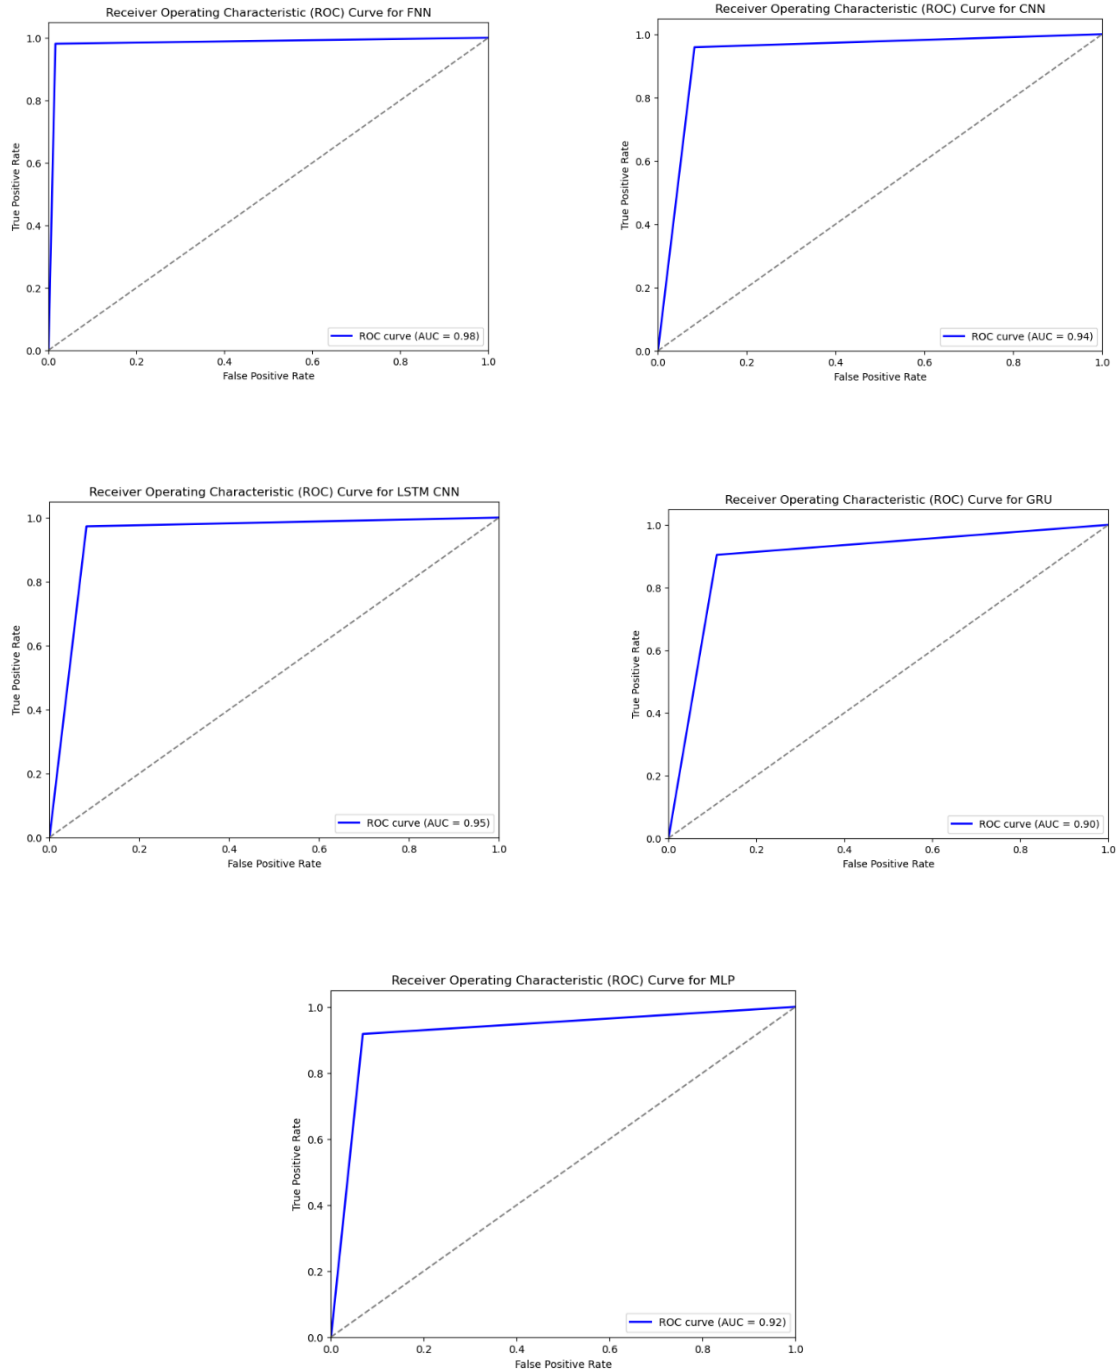 Receiver Operating Characteristic (ROC) Curve for FNN
1.0
0.8
0.6
0.4
0.2
0.0
True Positive Rate
ROC curve (AUC = 0.98)
0.0 0.2 0.4 0.6 0.8 1.0
False Positive Rate
Receiver Operating Characteristic (ROC) Curve for CNN
1.0
0.8
0.6
0.4
0.2
0.0
True Positive Rate
ROC curve (AUC = 0.94)
0.0 0.2 0.4 0.6 0.8 1.0
False Positive Rate
Receiver Operating Characteristic (ROC) Curve for LSTM CNN
1.0
0.8
0.6
0.4
0.2
0.0
True Positive Rate
ROC curve (AUC = 0.95)
0.0 0.2 0.4 0.6 0.8 1.0
False Positive Rate
Receiver Operating Characteristic (ROC) Curve for GRU
1.0
0.8
0.6
0.4
0.2
0.0
True Positive Rate
ROC curve (AUC = 0.90)
0.0 0.2 0.4 0.6 0.8 1.0
False Positive Rate
Receiver Operating Characteristic (ROC) Curve for MLP
1.0
0.8
0.6
0.4
0.2
0.0
True Positive Rate
ROC curve (AUC = 0.92)
0.0 0.2 0.4 0.6 0.8 1.0
False Positive Rate